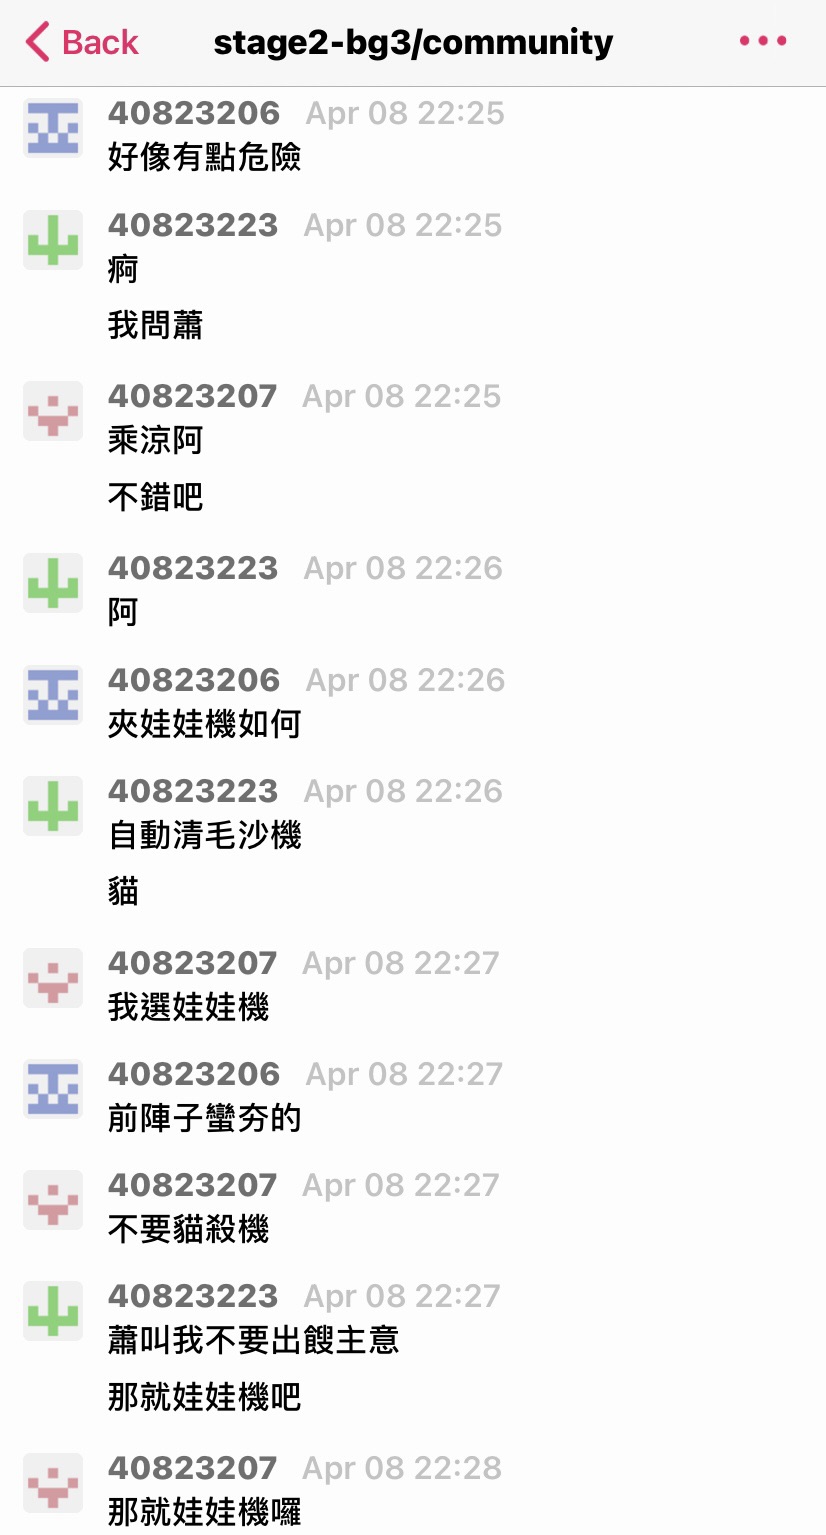 Back
stage2-bg3/community
40823206 Apr 08 22:25
好像有點危險
40823223 Apr 08 22:25
痾
我問蕭
40823207 Apr 08 22:25
乘涼阿
不錯吧
40823223 Apr 08 22:26
阿
40823206 Apr 08 22:26
夾娃娃機如何
40823223 Apr 08 22:26
自動清毛沙機
貓
40823207 Apr 08 22:27
我選娃娃機
40823206 Apr 08 22:27
前陣子蠻夯的
40823207 Apr 08 22:27
不要貓殺機
40823223 Apr 08 22:27
蕭叫我不要出餿主意
那就娃娃機吧
40823207 Apr 08 22:28
那就娃娃機囉